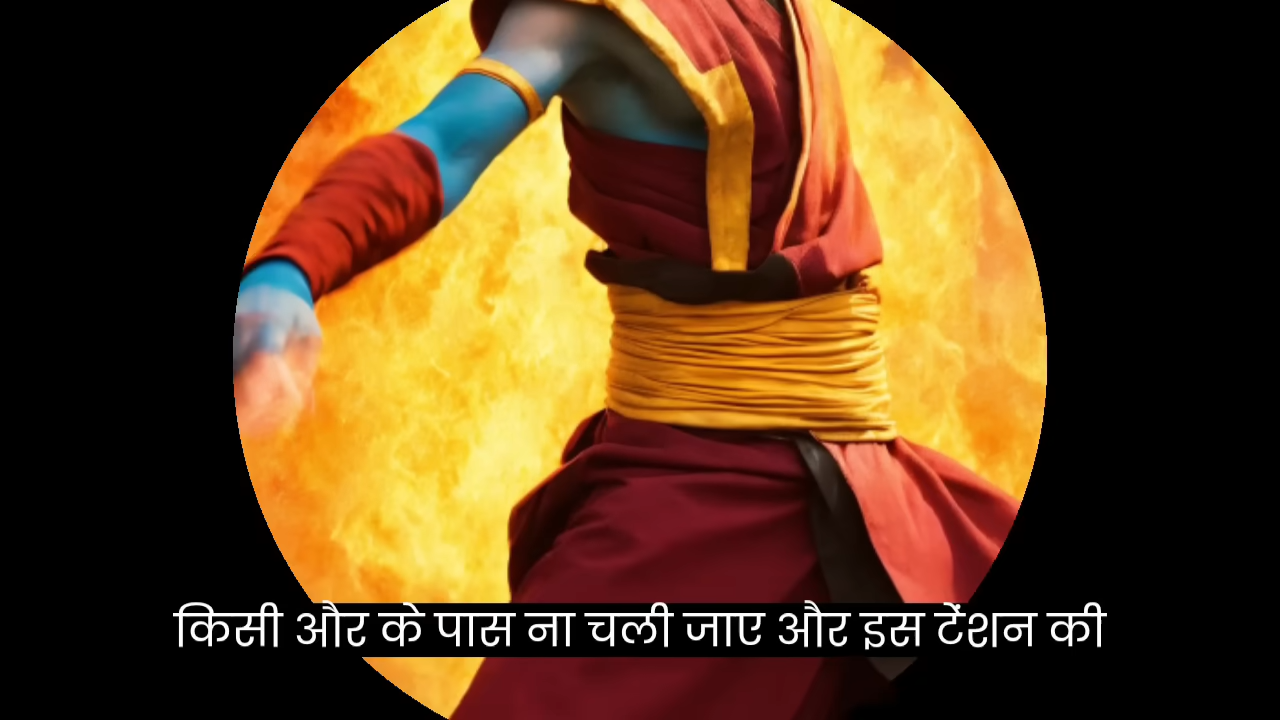 किसी और के पास ना चली जाए और इस टेंशन की